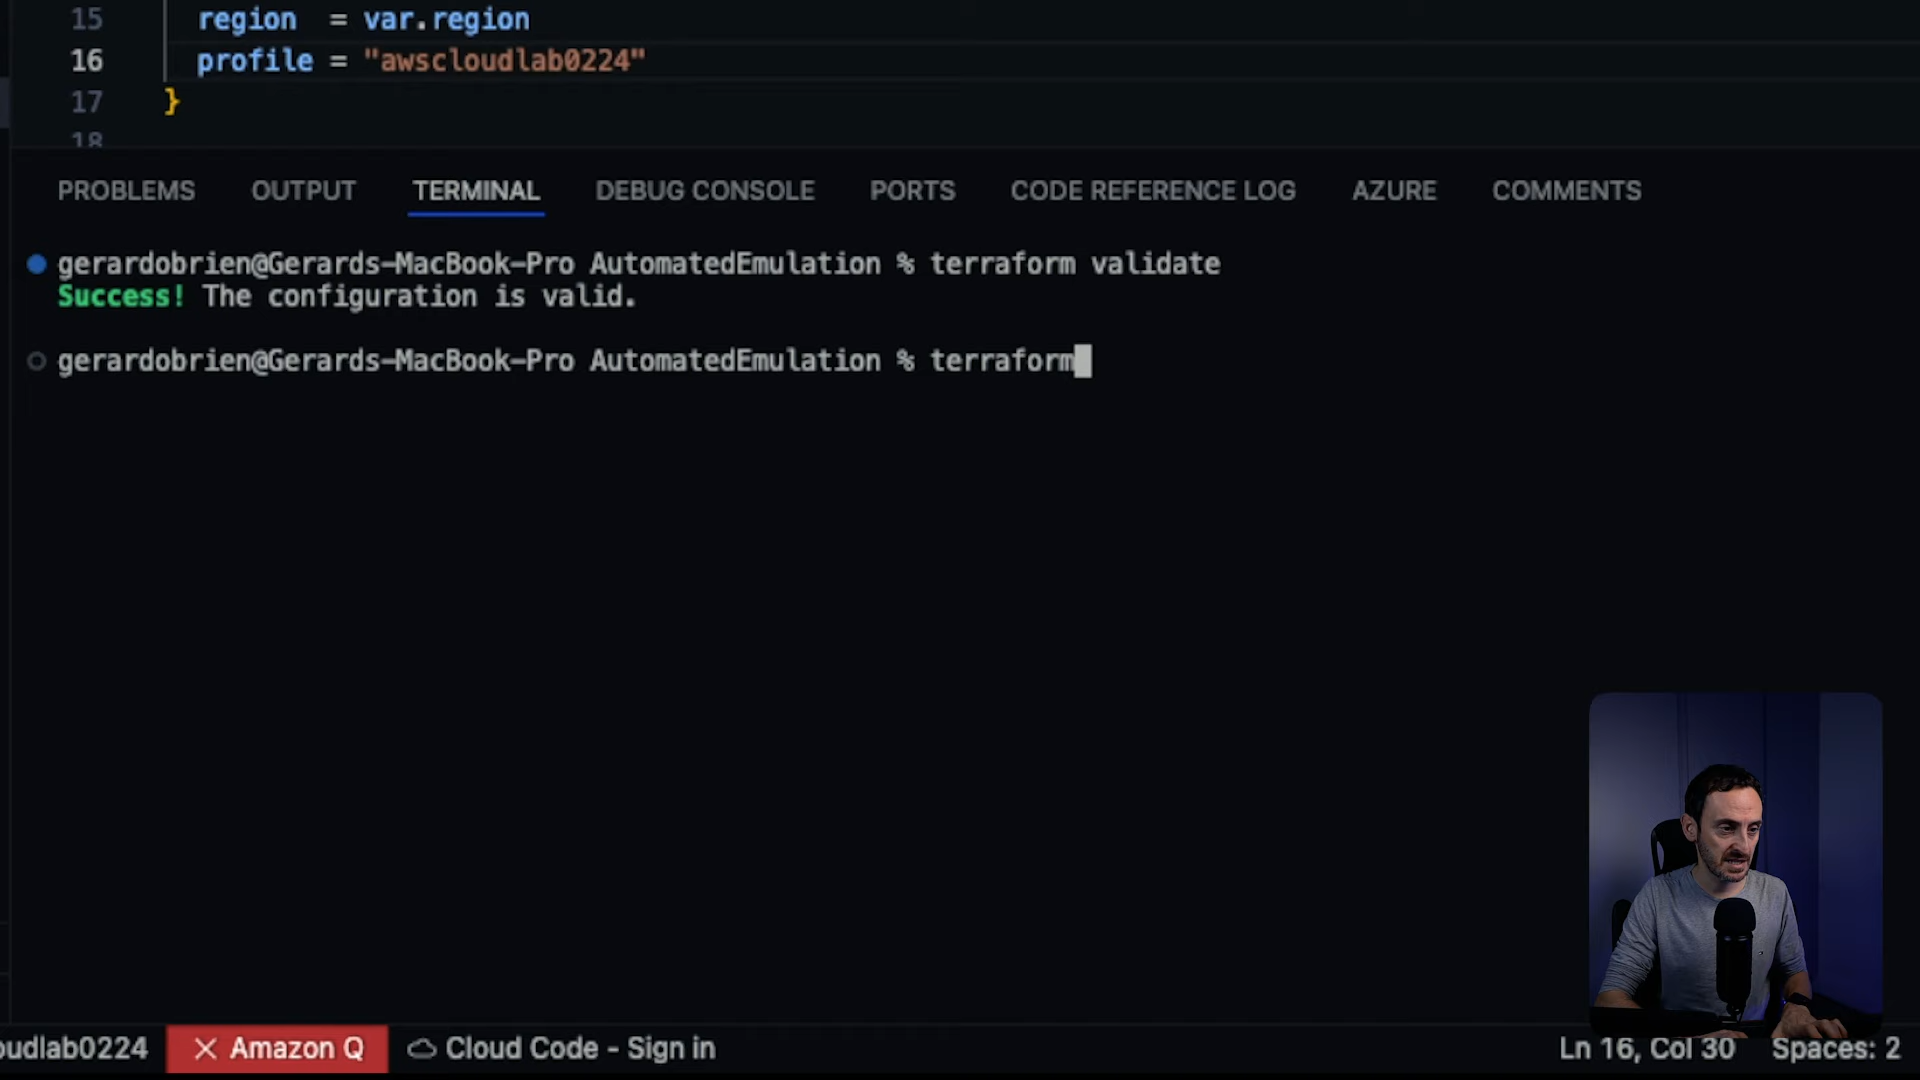 15 region = var.region
16 profile = "awscloudlab0224"
17 }
18
PROBLEMS OUTPUT TERMINAL DEBUG CONSOLE PORTS CODE REFERENCE LOG AZURE COMMENTS
gerardobrien@Gerards-MacBook-Pro AutomatedEmulation % terraform validate
Success! The configuration is valid.
gerardobrien@Gerards-MacBook-Pro AutomatedEmulation % terraform
oudlab0224 Amazon Q Cloud Code - Sign in Ln 16, Col 30 Spaces: 2